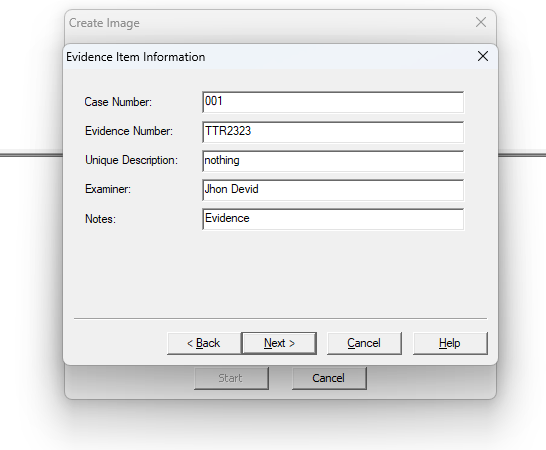 Create Image
Evidence Item Information
Case Number: 001
Evidence Number: TTR2323
Unique Description: nothing
Examiner: Jhon Devid
Notes: Evidence
< Back Next > Cancel Help
Start Cancel